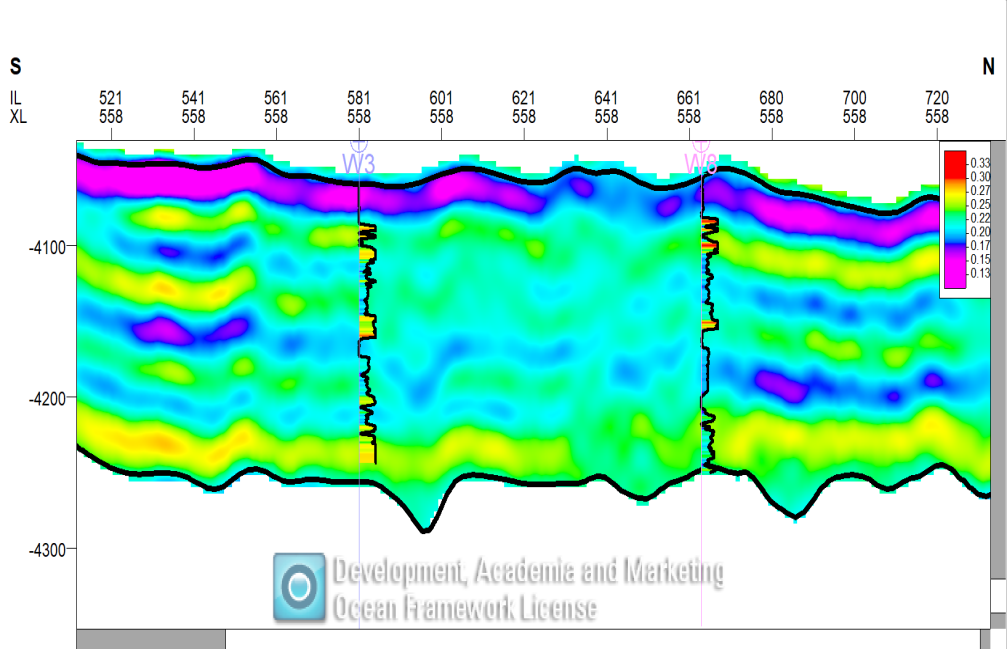 S N
IL 521 541 561 581 601 621 641 661 680 700 720
XL 558 558 558 558 558 558 558 558 558 558 558
W3 W8
0.33
0.30
0.27
0.25
0.22
0.20
0.17
0.15
0.13
-4100
-4200
-4300
Development, Academia and Marketing
Ocean Framework License